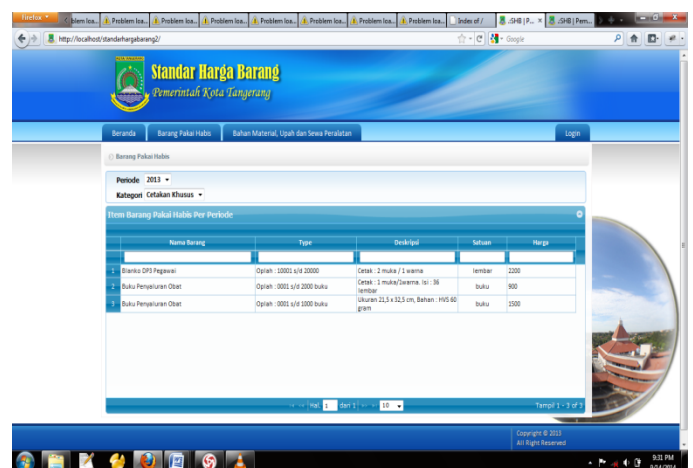 Firefox
blem loa...
Problem loa...
Problem loa...
Problem loa...
Problem loa...
Problem loa...
Problem loa...
Problem loa...
Index of /
.:SHB | P...
.:SHB | Pem...
http://localhost/standarhargabarang2/
Google
Standar Harga Barang
Pemerintah Kota Tangerang
Beranda
Barang Pakai Habis
Bahan Material, Upah dan Sewa Peralatan
Login
Barang Pakai Habis
Periode 2013
Kategori Cetakan Khusus
Item Barang Pakai Habis Per Periode
Nama Barang Type Deskripsi Satuan Harga
1 Blanko DP3 Pegawai Oplah : 10001 s/d 20000 Cetak : 2 muka / 1 warna lembar 2200
2 Buku Penyaluran Obat Oplah : 0001 s/d 2000 buku Cetak : 1 muka/1warna. Isi : 36 lembar buku 900
3 Buku Penyaluran Obat Oplah : 0001 s/d 1000 buku Ukuran 21,5 x 32,5 cm, Bahan : HVS 60 gram buku 1500
Hal. 1 dari 1 10
Tampil 1 - 3 of 3
Copyright © 2013
All Right Reserved
9:31 PM
9/14/2014